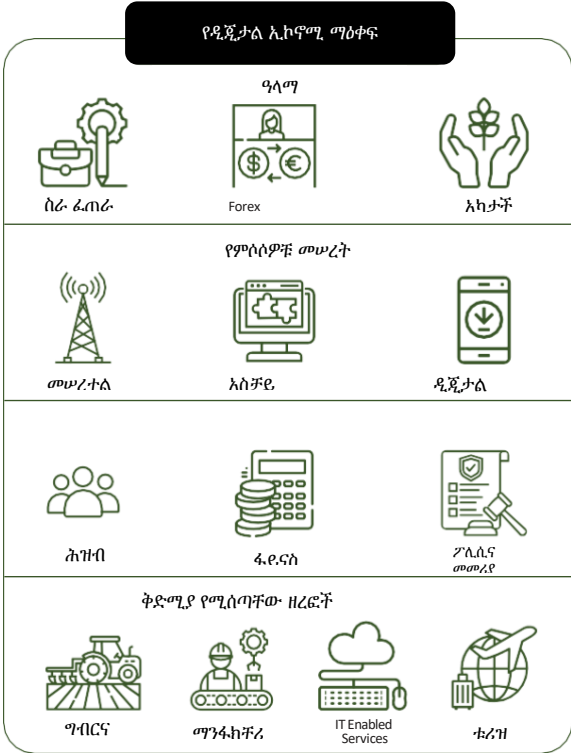 የዲጂታል ኢኮኖሚ ማዕቀፍ
ዓላማ
ስራ ፈጠራ
Forex
አካታች
የምሶሶዎቹ መሠረት
መሠረተል
አስቻይ
ዲጂታል
ሕዝብ
ፋይናስ
ፖሊሲና
መመሪያ
ቅድሚያ የሚሰጣቸው ዘረፎች
ግብርና
ማንፋክቸሪ
IT Enabled
Services
ቱሪዝ